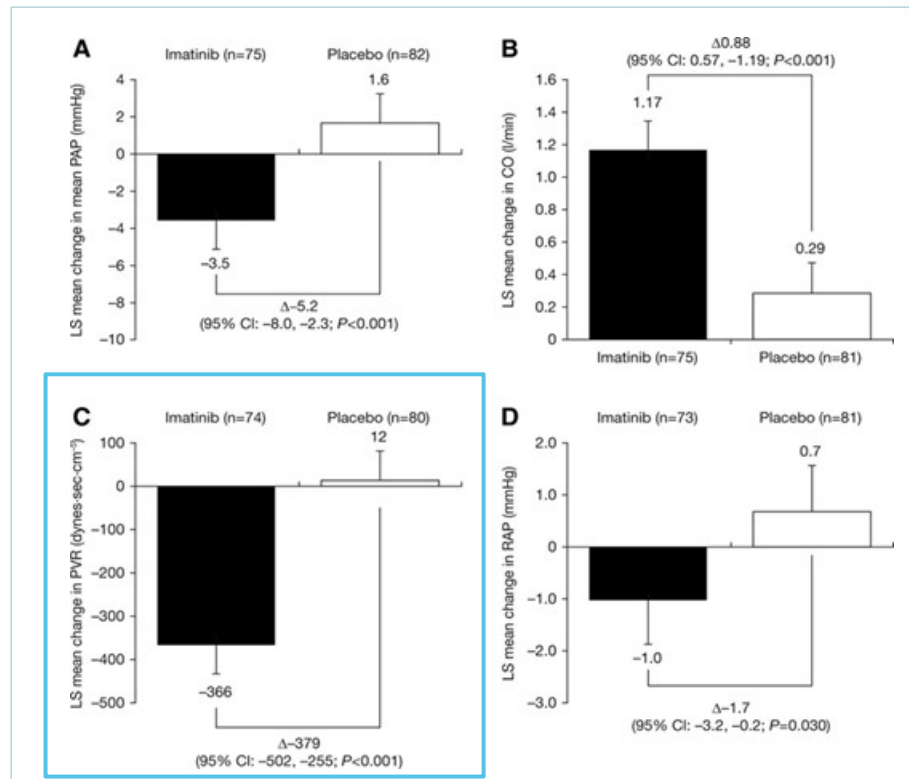 A
Imatinib (n=75) Placebo (n=82)
LS mean change in mean PAP (mmHg)
4
2
0
–2
–4
–6
–8
–10
1.6
–3.5
Δ–5.2
(95% CI: –8.0, –2.3; P<0.001)
B
Δ0.88
(95% CI: 0.57, –1.19; P<0.001)
LS mean change in CO (l/min)
1.6
1.4
1.2
1.0
0.8
0.6
0.4
0.2
0
1.17
0.29
Imatinib (n=75) Placebo (n=81)
C
Imatinib (n=74) Placebo (n=80)
LS mean change in PVR (dynes·sec·cm⁻⁵)
100
0
–100
–200
–300
–400
–500
12
–366
Δ–379
(95% CI: –502, –255; P<0.001)
D
Imatinib (n=73) Placebo (n=81)
LS mean change in RAP (mmHg)
2.0
1.0
0
–1.0
–2.0
–3.0
0.7
–1.0
Δ–1.7
(95% CI: –3.2, –0.2; P=0.030)